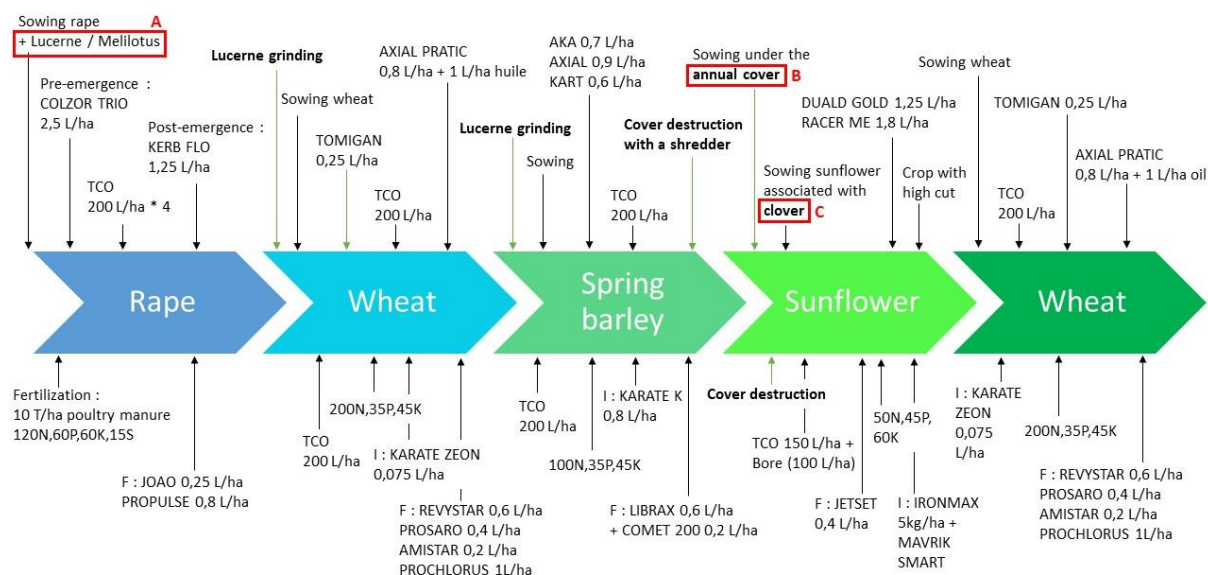 Sowing rape
A
+ Lucerne / Melilotus
Pre-emergence :
COLZOR TRIO
2,5 L/ha
TCO
200 L/ha * 4
Post-emergence :
KERB FLO
1,25 L/ha
Lucerne grinding
Sowing wheat
TOMIGAN
0,25 L/ha
AXIAL PRATIC
0,8 L/ha + 1 L/ha huile
TCO
200 L/ha
Lucerne grinding
Sowing
AKA 0,7 L/ha
AXIAL 0,9 L/ha
KART 0,6 L/ha
TCO
200 L/ha
Cover destruction
with a shredder
Sowing under the
annual cover
B
Sowing sunflower
associated with
clover
C
DUALD GOLD 1,25 L/ha
RACER ME 1,8 L/ha
Crop with
high cut
Sowing wheat
TCO
200 L/ha
TOMIGAN 0,25 L/ha
AXIAL PRATIC
0,8 L/ha + 1 L/ha oil
Rape
Wheat
Spring
barley
Sunflower
Wheat
Fertilization :
10 T/ha poultry manure
120N,60P,60K,15S
F : JOAO 0,25 L/ha
PROPULSE 0,8 L/ha
TCO
200 L/ha
200N,35P,45K
I : KARATE ZEON
0,075 L/ha
F : REVYSTAR 0,6 L/ha
PROSARO 0,4 L/ha
AMISTAR 0,2 L/ha
PROCHLORUS 1L/ha
TCO
200 L/ha
100N,35P,45K
I : KARATE K
0,8 L/ha
F : LIBRAX 0,6 L/ha
+ COMET 200 0,2 L/ha
Cover destruction
TCO 150 L/ha +
Bore (100 L/ha)
F : JETSET
0,4 L/ha
50N,45P,
60K
I : IRONMAX
5kg/ha +
MAVRIK
SMART
I : KARATE
ZEON
0,075
L/ha
200N,35P,45K
F : REVYSTAR 0,6 L/ha
PROSARO 0,4 L/ha
AMISTAR 0,2 L/ha
PROCHLORUS 1L/ha